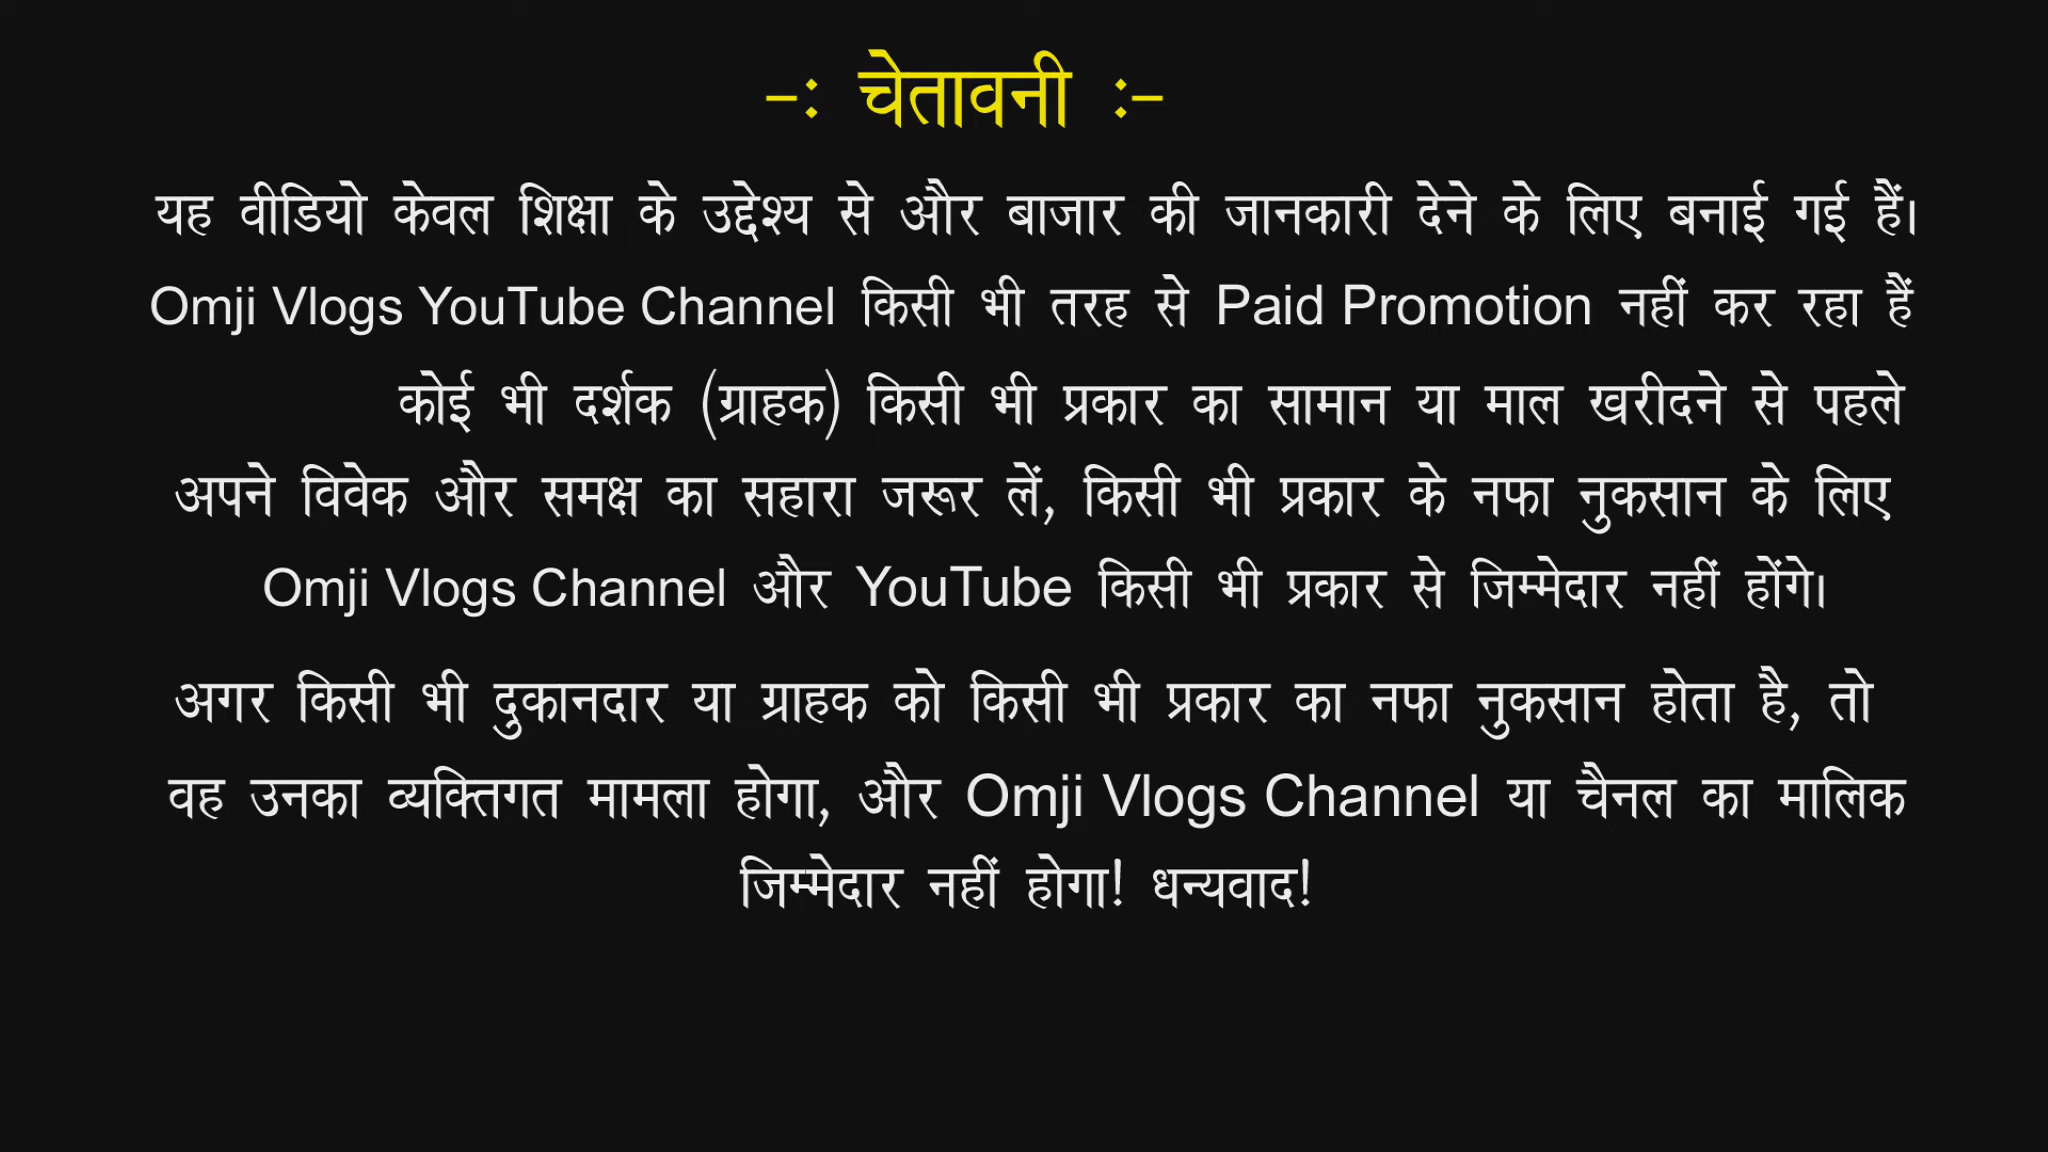 -: चेतावनी :-
यह वीडियो केवल शिक्षा के उद्देश्य से और बाजार की जानकारी देने के लिए बनाई गई हैं।
Omji Vlogs YouTube Channel किसी भी तरह से Paid Promotion नहीं कर रहा हैं
कोई भी दर्शक (ग्राहक) किसी भी प्रकार का सामान या माल खरीदने से पहले
अपने विवेक और समक्ष का सहारा जरूर लें, किसी भी प्रकार के नफा नुकसान के लिए
Omji Vlogs Channel और YouTube किसी भी प्रकार से जिम्मेदार नहीं होंगे।
अगर किसी भी दुकानदार या ग्राहक को किसी भी प्रकार का नफा नुकसान होता है, तो
वह उनका व्यक्तिगत मामला होगा, और Omji Vlogs Channel या चैनल का मालिक
जिम्मेदार नहीं होगा! धन्यवाद!